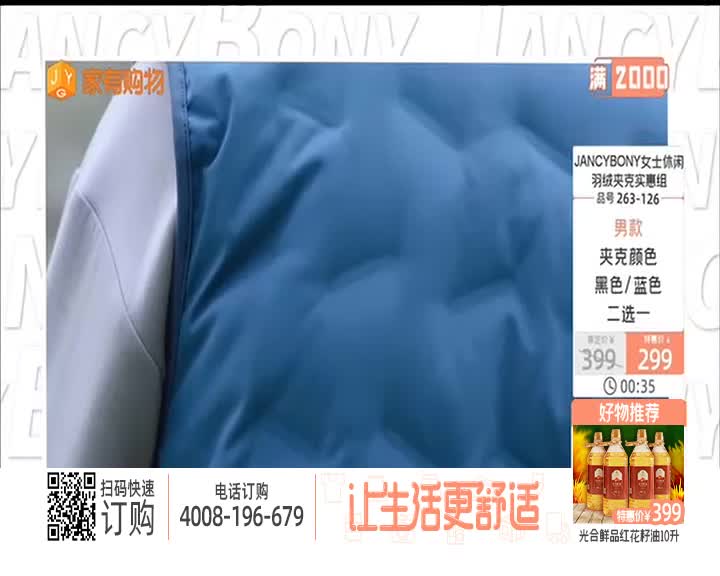 JANCYBONY JANCYBONY
JYG 家有购物
满2000
JANCYBONY女士休闲
羽绒夹克实惠组
品号 263-126
男款
夹克颜色
黑色/蓝色
二选一
399
特惠价¥
299
00:35
好物推荐
特惠价¥399
光合鲜品红花籽油10升
扫码快速
订购
电话订购
4008-196-679
让生活更舒适